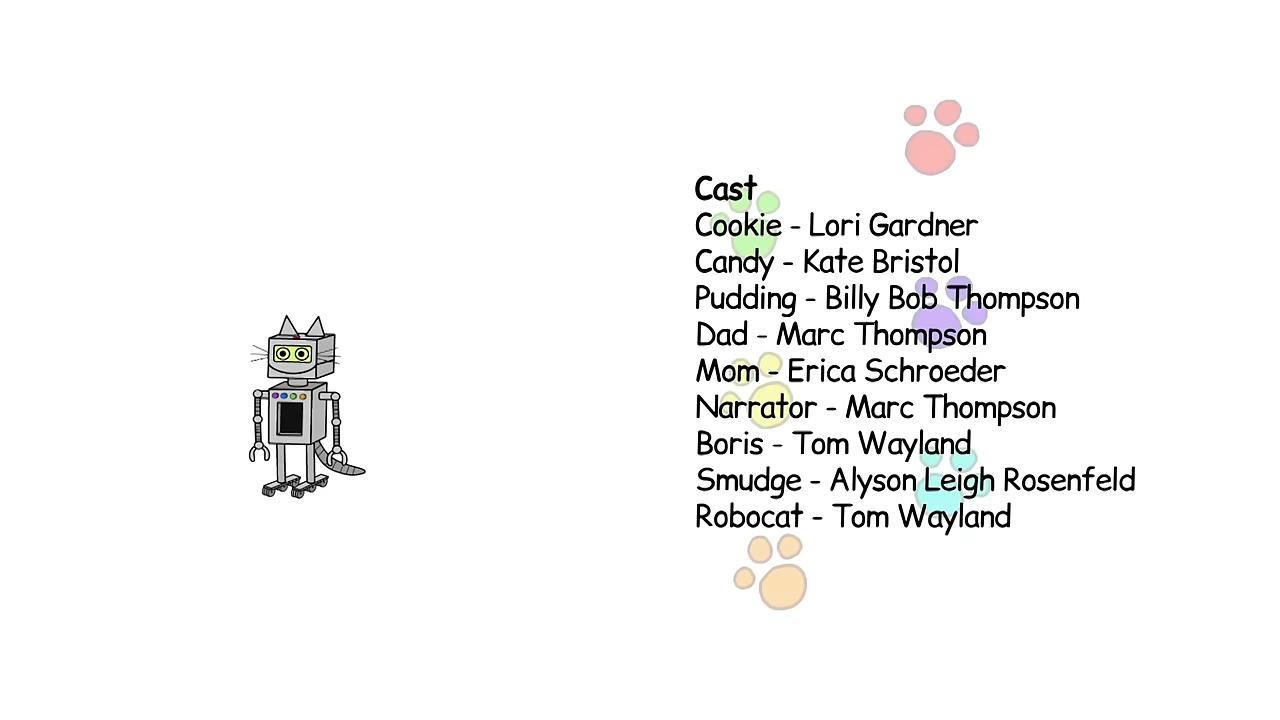 Cast
Cookie - Lori Gardner
Candy - Kate Bristol
Pudding - Billy Bob Thompson
Dad - Marc Thompson
Mom - Erica Schroeder
Narrator - Marc Thompson
Boris - Tom Wayland
Smudge - Alyson Leigh Rosenfeld
Robocat - Tom Wayland